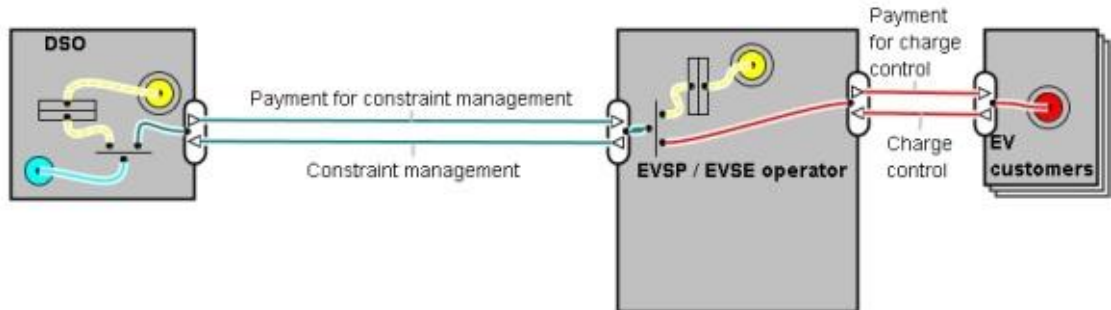 DSO
Payment for constraint management
Constraint management
EVSP / EVSE operator
Payment
for charge
control
Charge
control
EV
customers